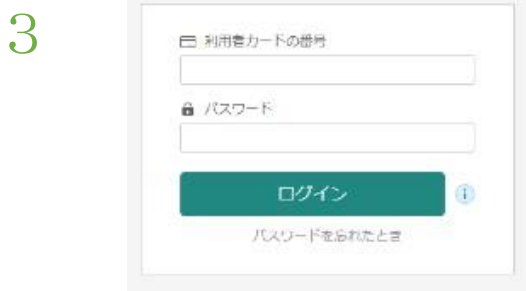 3
利用者カードの番号
パスワード
ログイン
i
パスワードを忘れたとき